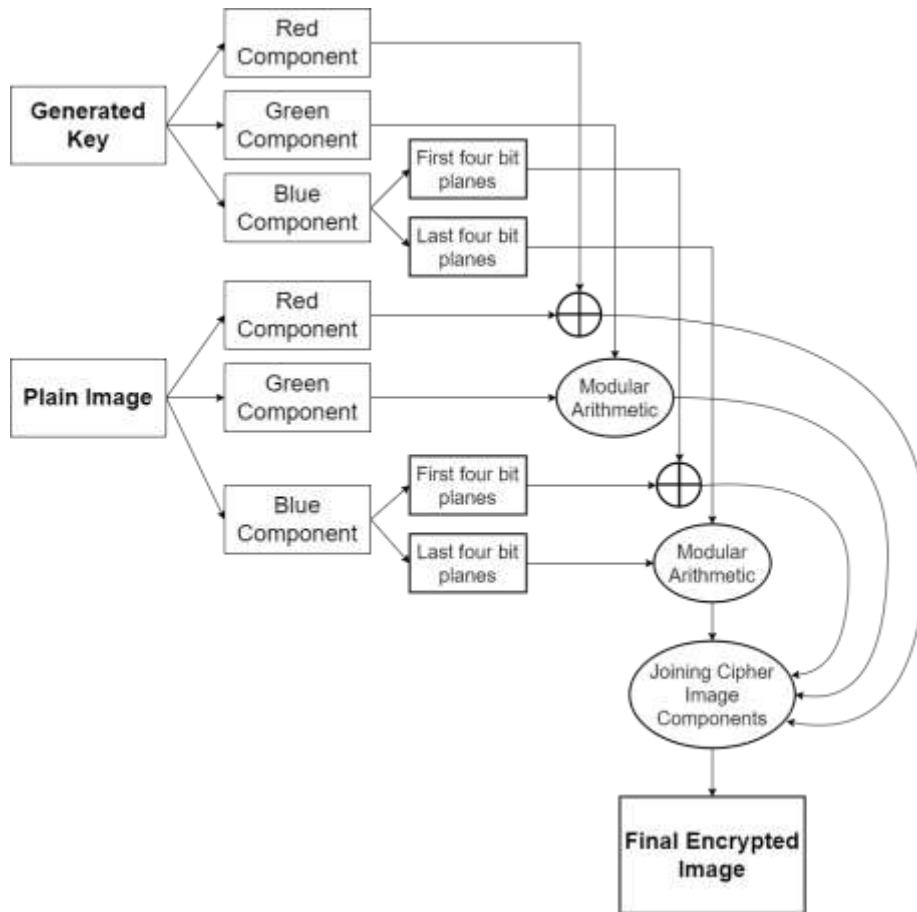 Red
Component
Generated
Key
Green
Component
Blue
Component
First four bit
planes
Last four bit
planes
Red
Component
Plain Image
Green
Component
Modular
Arithmetic
Blue
Component
First four bit
planes
Last four bit
planes
Modular
Arithmetic
Joining Cipher
Image
Components
Final Encrypted
Image